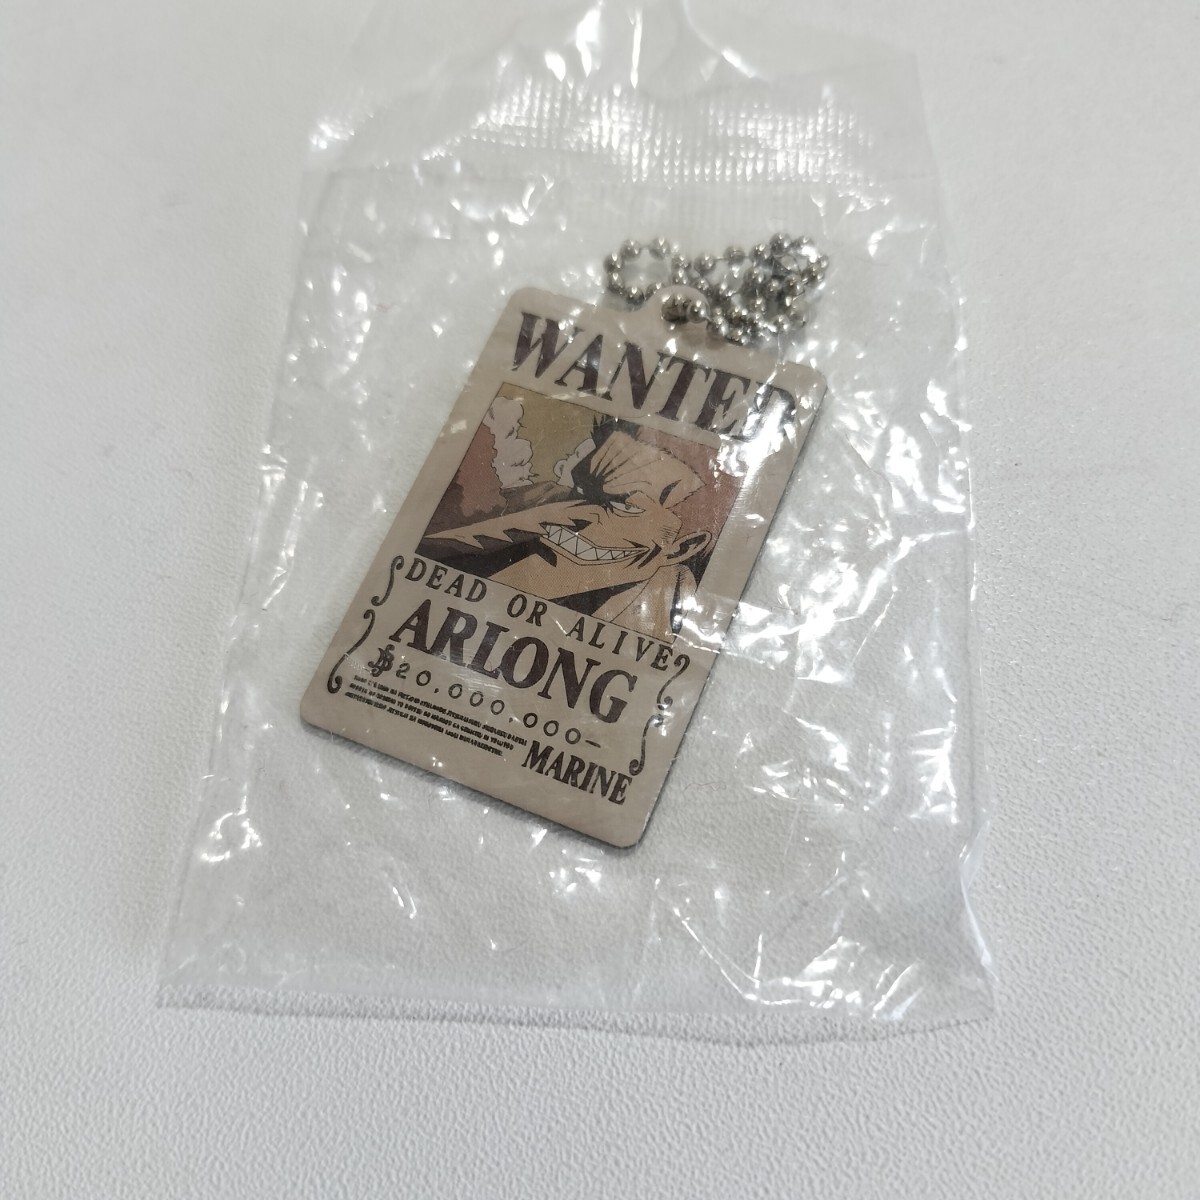 WANTED
DEAD OR ALIVE
ARLONG
฿20,000,000-
MARINE